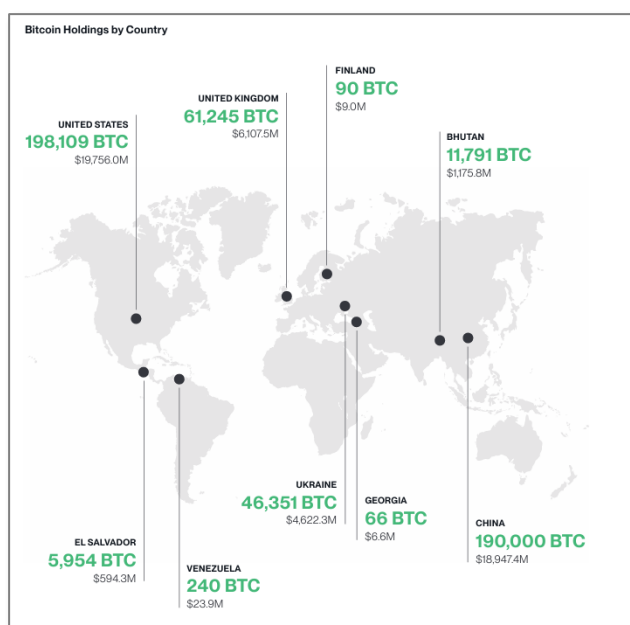 Bitcoin Holdings by Country
FINLAND
90 BTC
$9.0M
UNITED KINGDOM
61,245 BTC
$6,107.5M
UNITED STATES
198,109 BTC
$19,756.0M
BHUTAN
11,791 BTC
$1,175.8M
UKRAINE
46,351 BTC
$4,622.3M
GEORGIA
66 BTC
$6.6M
CHINA
190,000 BTC
$18,947.4M
EL SALVADOR
5,954 BTC
$594.3M
VENEZUELA
240 BTC
$23.9M